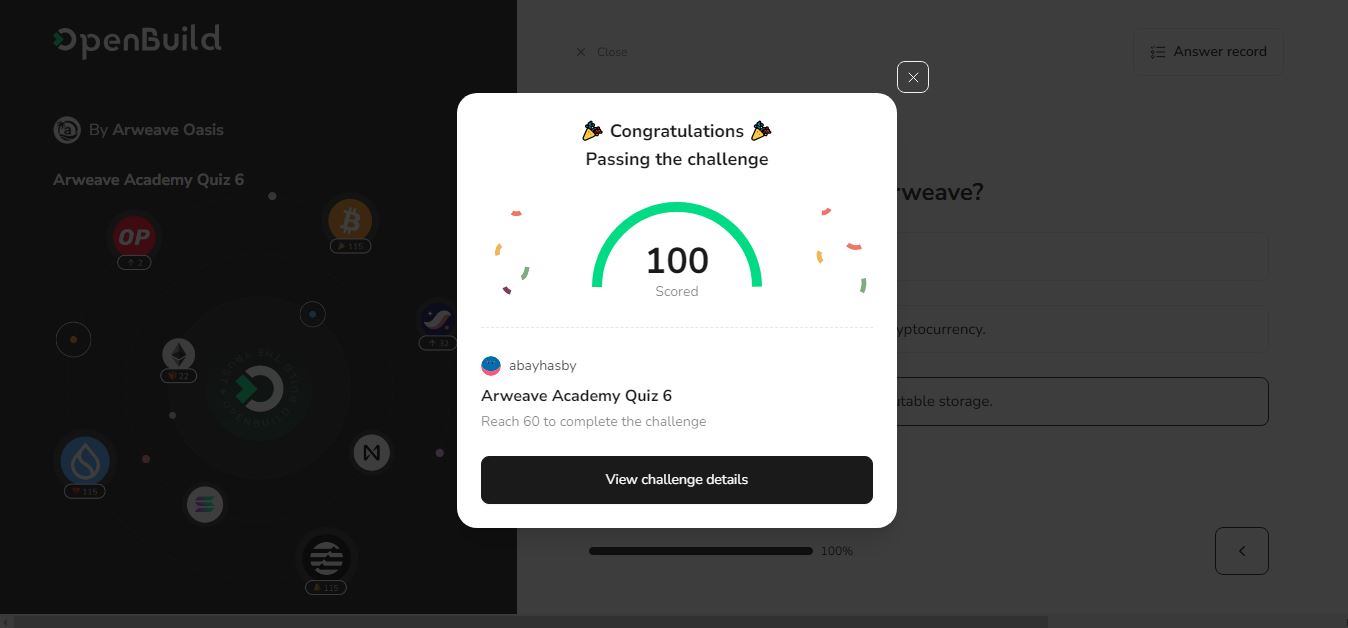 OpenBuild
By Arweave Oasis
Arweave Academy Quiz 6
OP
2
115
32
22
115
115
Close
Answer record
rweave?
yptocurrency.
utable storage.
100%
Congratulations
Passing the challenge
100
Scored
abayhasby
Arweave Academy Quiz 6
Reach 60 to complete the challenge
View challenge details